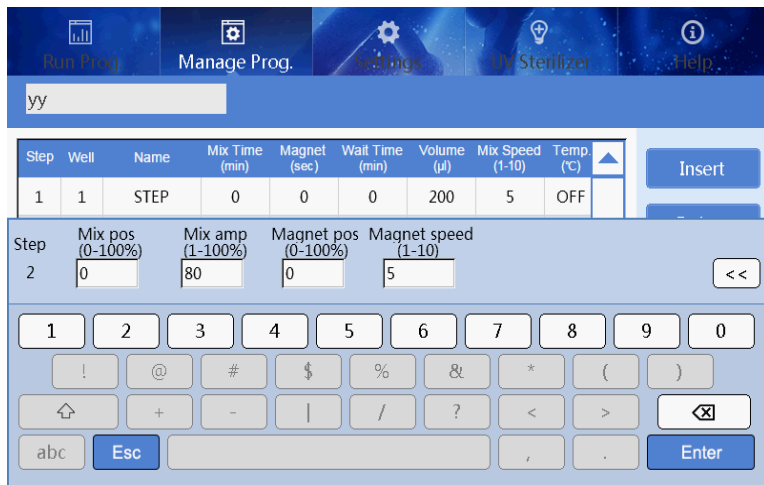 Run Prog.
Manage Prog.
Settings
UV Sterilizer
Help
yy
Step Well Name Mix Time (min) Magnet (sec) Wait Time (min) Volume (μl) Mix Speed (1-10) Temp. (℃)
Insert
1 1 STEP 0 0 0 200 5 OFF
Step Mix pos (0-100%) Mix amp (1-100%) Magnet pos (0-100%) Magnet speed (1-10)
2 0 80 0 5 <<
1 2 3 4 5 6 7 8 9 0
! @ # $ % & * ( )
+ - | / ? < >
abc Esc , . Enter